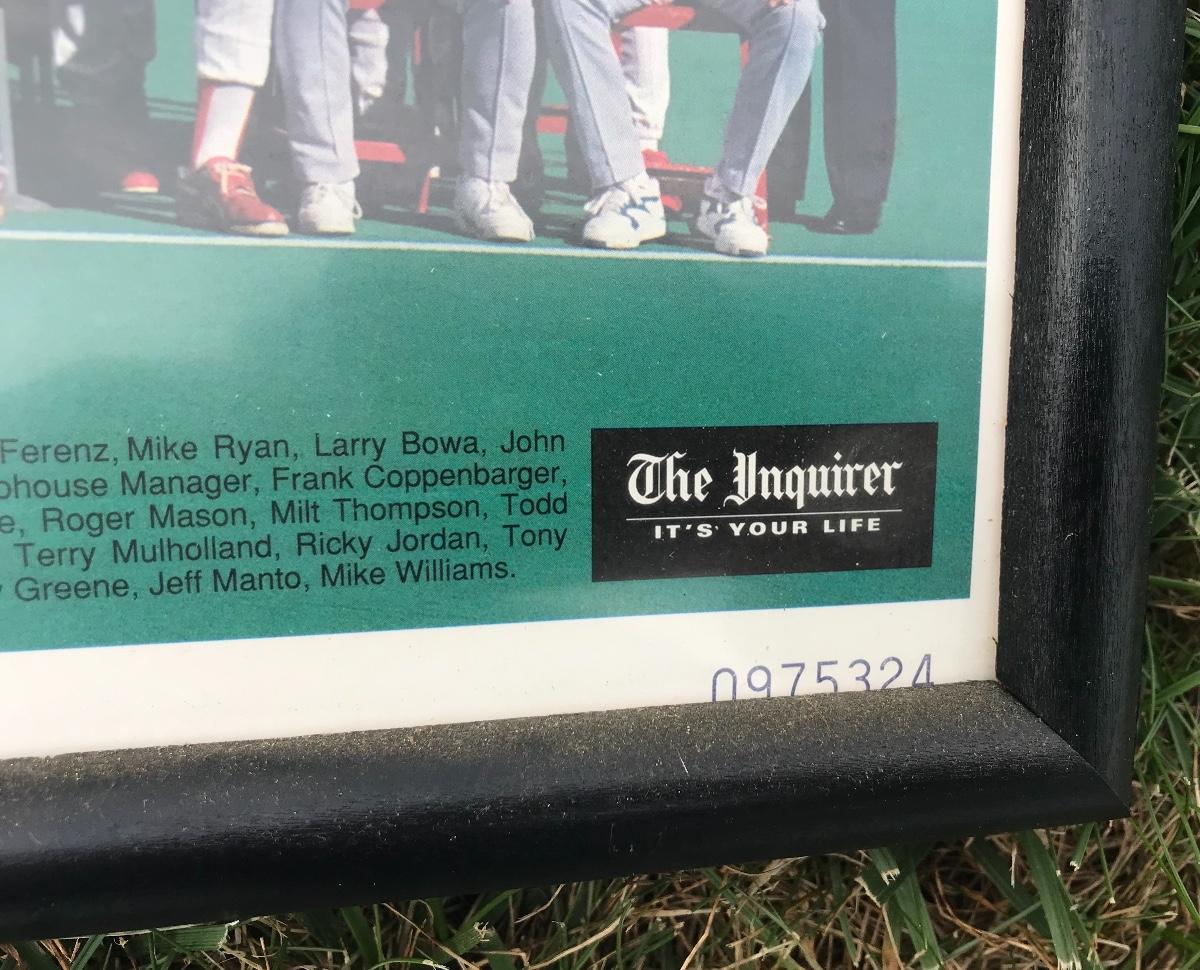 Ferenz, Mike Ryan, Larry Bowa, John
house Manager, Frank Coppenbarger,
Roger Mason, Milt Thompson, Todd
Terry Mulholland, Ricky Jordan, Tony
Greene, Jeff Manto, Mike Williams.
The Inquirer
IT'S YOUR LIFE
0975324